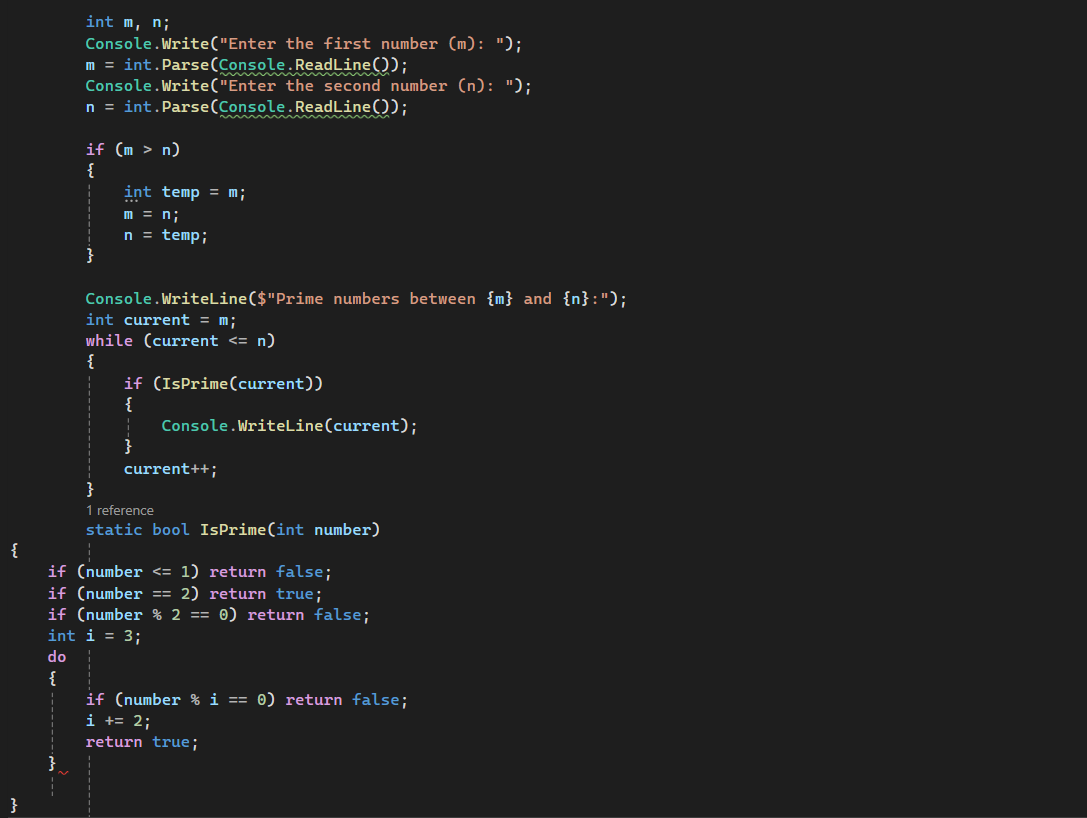 int m, n;
Console.Write("Enter the first number (m): ");
m = int.Parse(Console.ReadLine());
Console.Write("Enter the second number (n): ");
n = int.Parse(Console.ReadLine());
if (m > n)
{
int temp = m;
m = n;
n = temp;
}
Console.WriteLine($"Prime numbers between {m} and {n}:");
int current = m;
while (current <= n)
{
if (IsPrime(current))
{
Console.WriteLine(current);
}
current++;
}
1 reference
static bool IsPrime(int number)
{
if (number <= 1) return false;
if (number == 2) return true;
if (number % 2 == 0) return false;
int i = 3;
do
{
if (number % i == 0) return false;
i += 2;
return true;
}
}